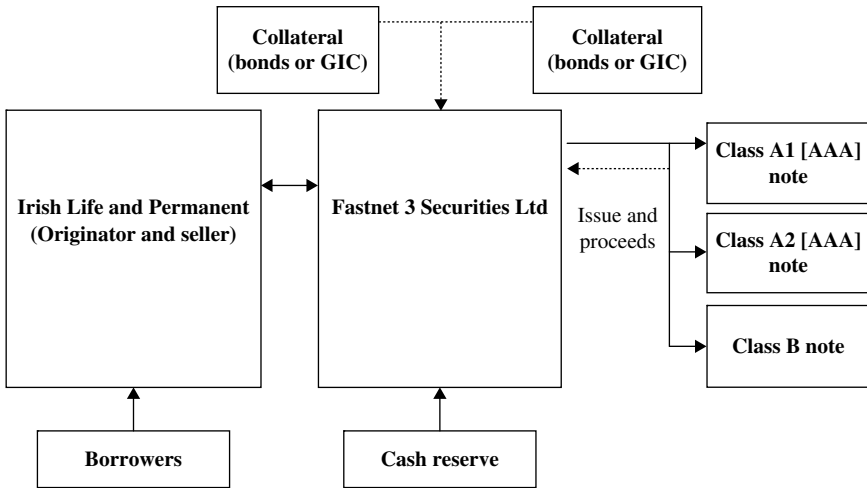 Collateral
(bonds or GIC)
Collateral
(bonds or GIC)
Irish Life and Permanent
(Originator and seller)
Fastnet 3 Securities Ltd
Issue and
proceeds
Class A1 [AAA]
note
Class A2 [AAA]
note
Class B note
Borrowers
Cash reserve